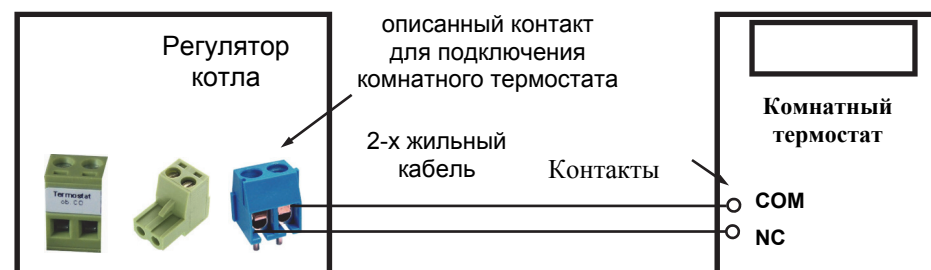 Регулятор
котла
описанный контакт
для подключения
комнатного термостата
2-х жильный
кабель
Контакты
Комнатный
термостат
COM
NC
Termostat
ob. CO